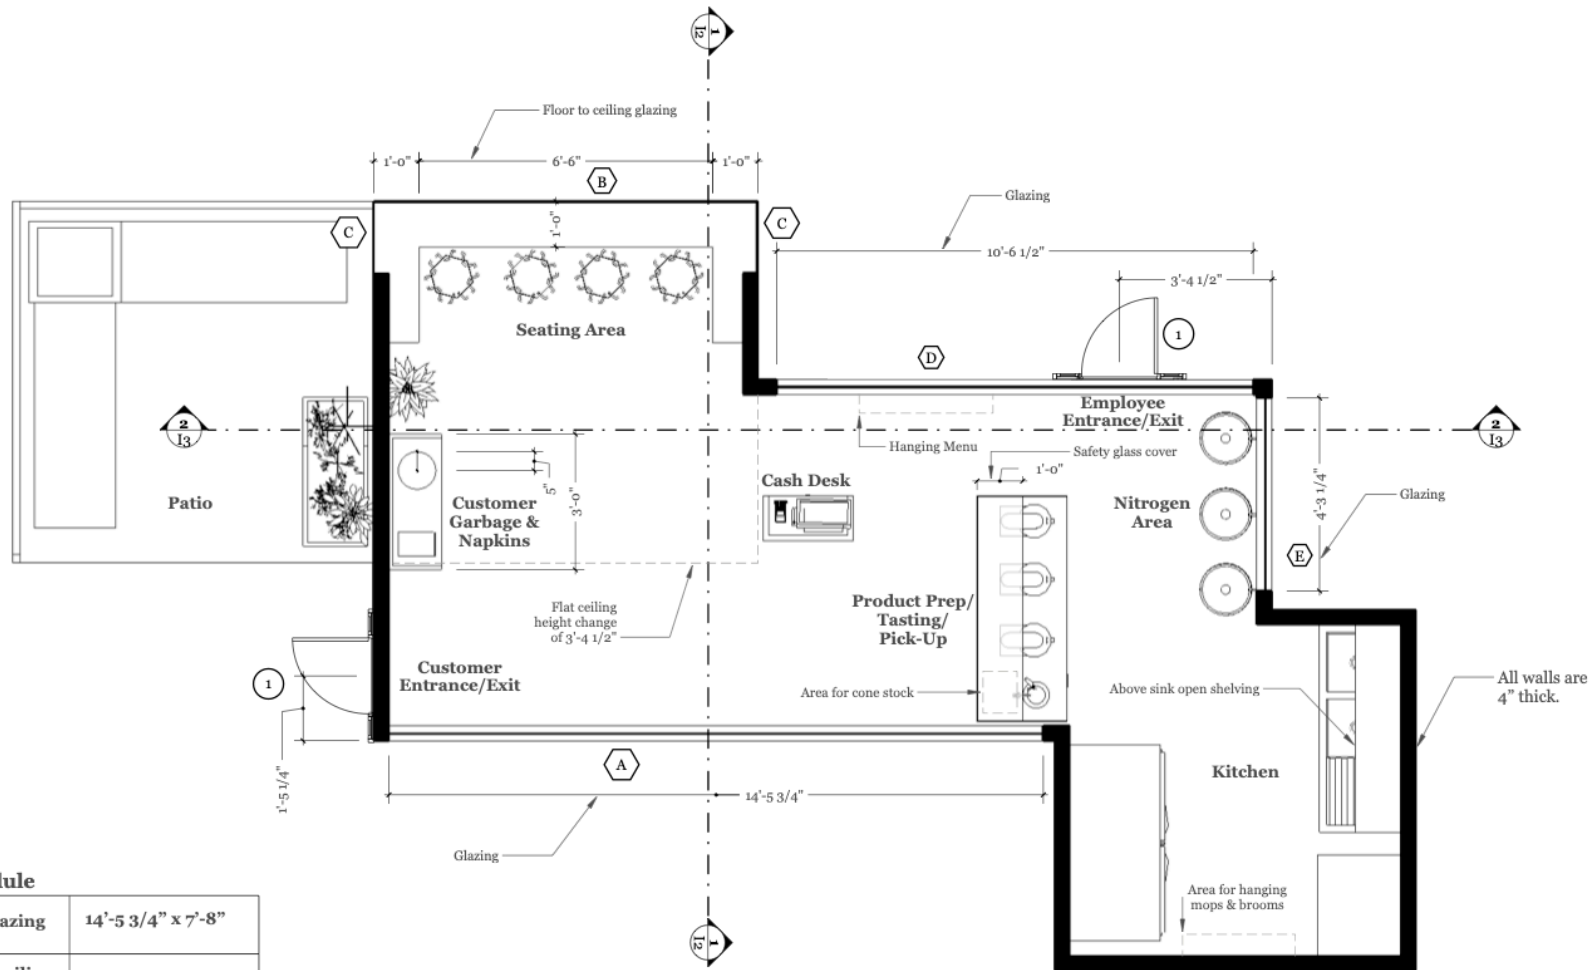 1
I2
Floor to ceiling glazing
1'-0"
6'-6"
1'-0"
B
Glazing
C
1'-0"
C
10'-6 1/2"
3'-4 1/2"
Seating Area
1
D
Employee
Entrance/Exit
2
I3
Hanging Menu
Safety glass cover
2
I3
1'-0"
Cash Desk
5"
3'-0"
4'-3 1/4"
Patio
Customer
Garbage &
Napkins
Nitrogen
Area
Glazing
E
Flat ceiling
height change
of 3'-4 1/2"
Product Prep/
Tasting/
Pick-Up
Customer
Entrance/Exit
1
Area for cone stock
Above sink open shelving
All walls are
4" thick.
1'-5 1/4"
A
Kitchen
14'-5 3/4"
Glazing
Area for hanging
mops & brooms
1
I2
lule
azing
14'-5 3/4" x 7'-8"